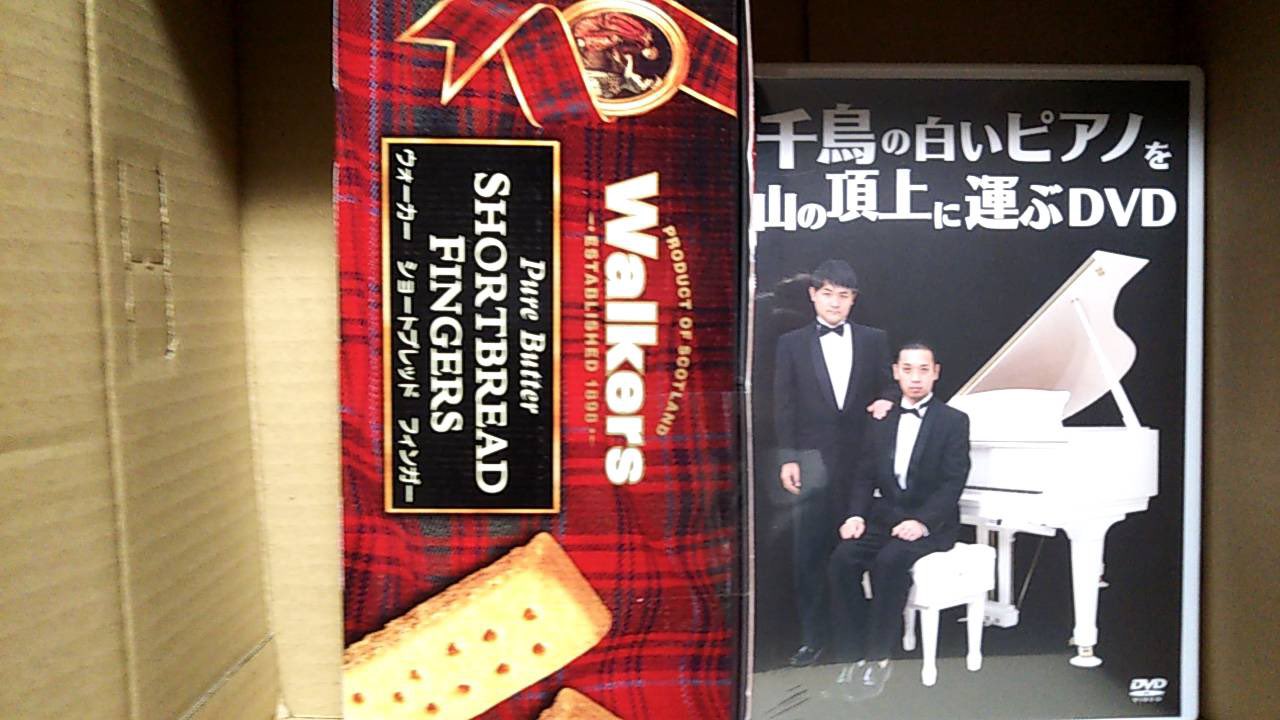 PRODUCT OF SCOTLAND
Walkers
ESTABLISHED 1898
Pure Butter
SHORTBREAD
FINGERS
ウォーカー ショートブレッド フィンガー
千鳥の白いピアノを
山の頂上に運ぶDVD
DVD
VIDEO